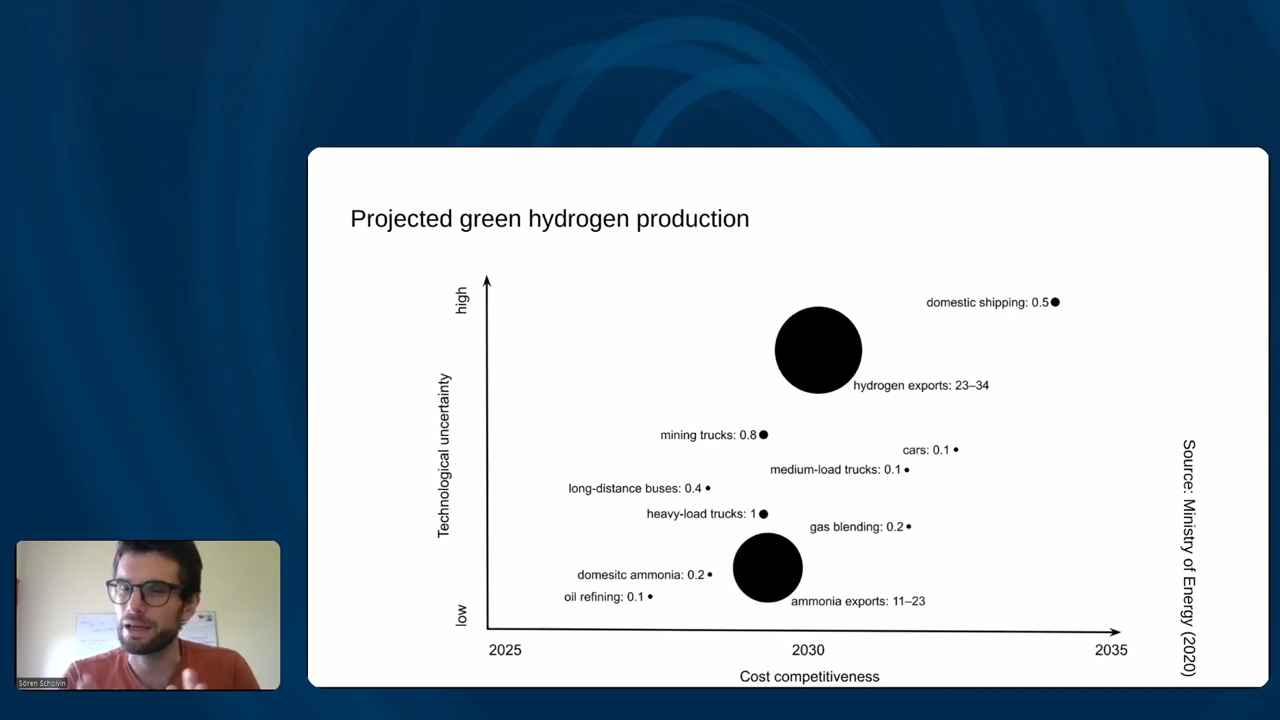 Projected green hydrogen production
high
Technological uncertainty
low
domestic shipping: 0.5
hydrogen exports: 23–34
mining trucks: 0.8
cars: 0.1
medium-load trucks: 0.1
long-distance buses: 0.4
heavy-load trucks: 1
gas blending: 0.2
domesitc ammonia: 0.2
oil refining: 0.1
ammonia exports: 11–23
2025
2030
2035
Cost competitiveness
Source: Ministry of Energy (2020)
Sören Scholvin